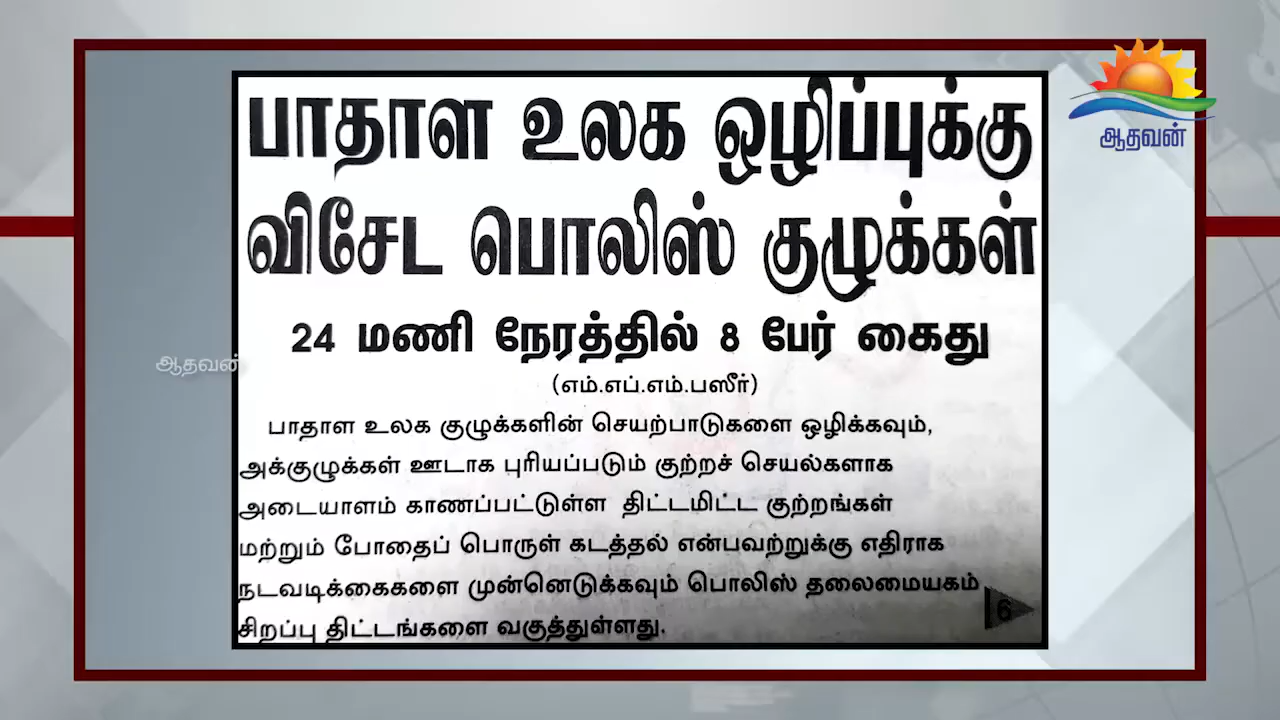 பாதாள உலக ஒழிப்புக்கு
விசேட பொலிஸ் குழுக்கள்
24 மணி நேரத்தில் 8 பேர் கைது
(எம்.எப்.எம்.பஸீர்)
பாதாள உலக குழுக்களின் செயற்பாடுகளை ஒழிக்கவும்,
அக்குழுக்கள் ஊடாக புரியப்படும் குற்றச் செயல்களாக
அடையாளம் காணப்பட்டுள்ள திட்டமிட்ட குற்றங்கள்
மற்றும் போதைப் பொருள் கடத்தல் என்பவற்றுக்கு எதிராக
நடவடிக்கைகளை முன்னெடுக்கவும் பொலிஸ் தலைமையகம்
சிறப்பு திட்டங்களை வகுத்துள்ளது.
6
ஆதவன்
ஆதவன்